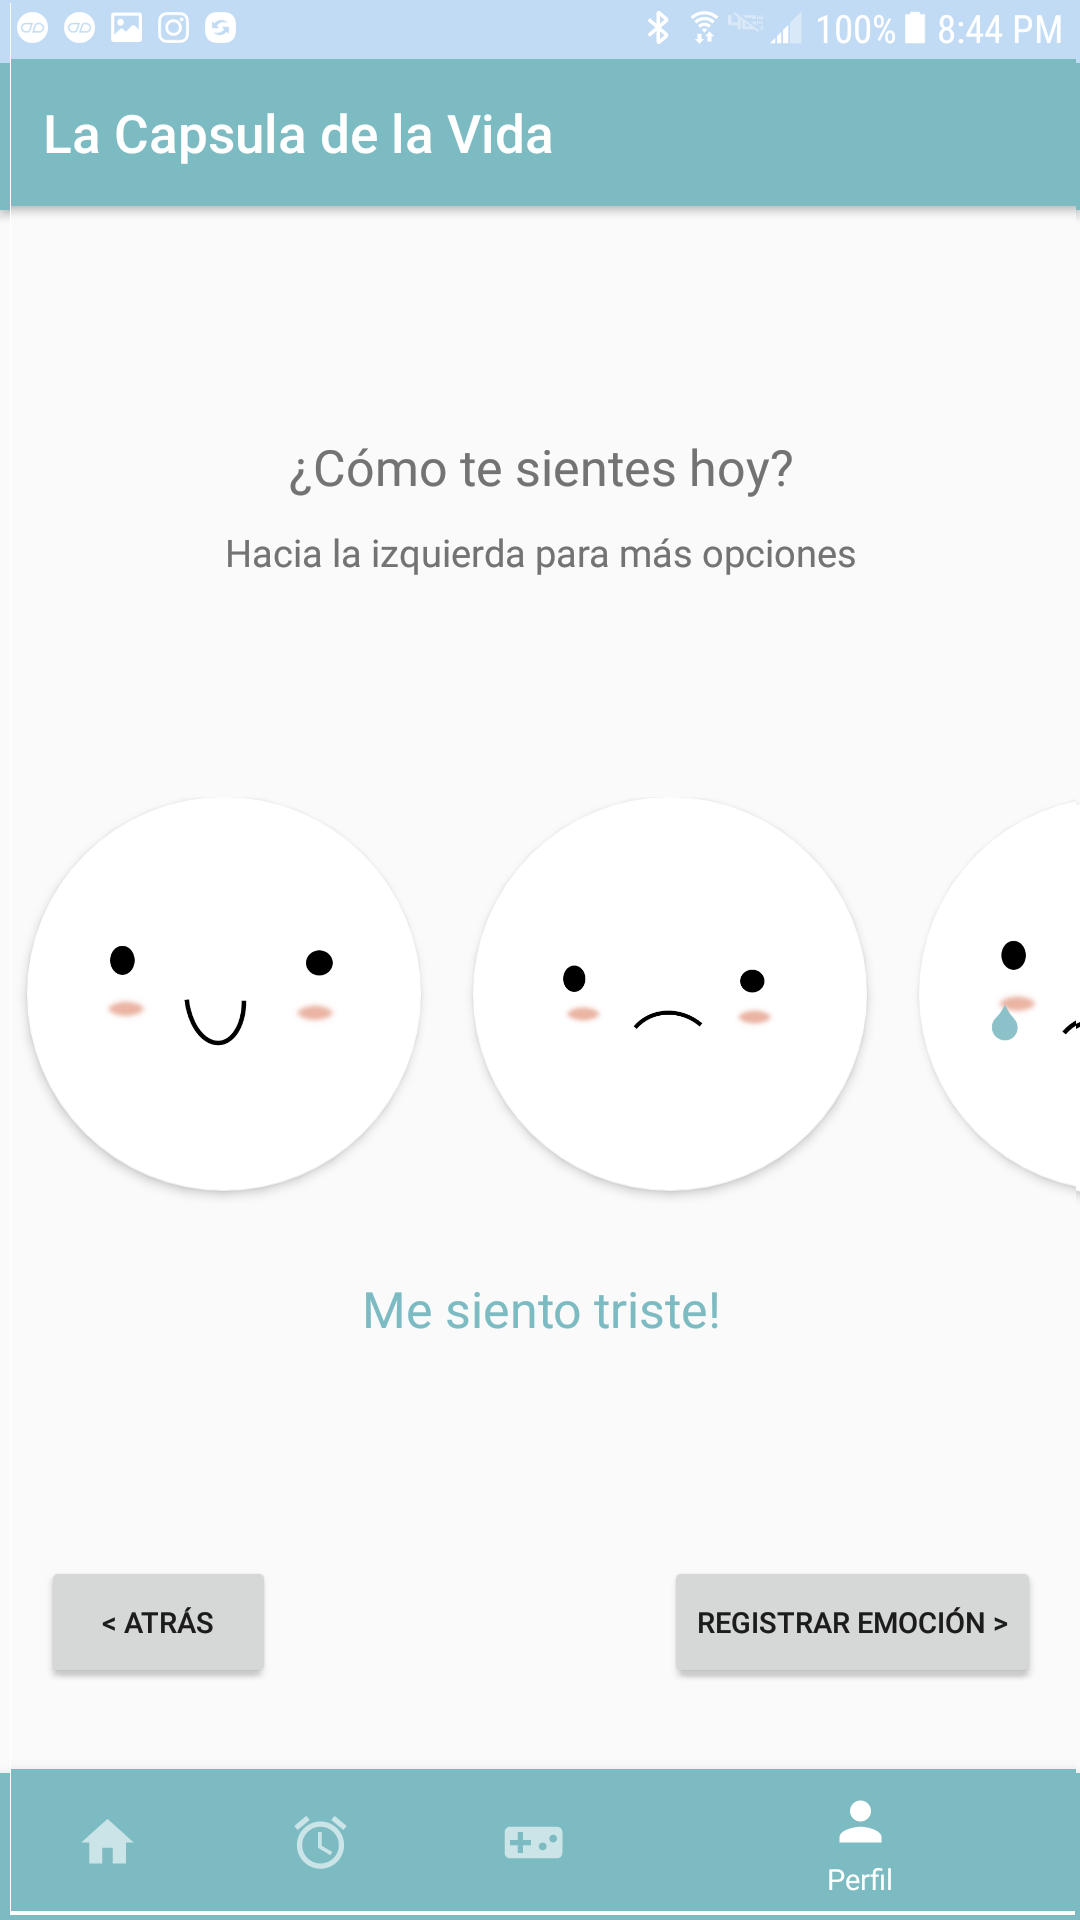 100% 8:44 PM
La Capsula de la Vida
¿Cómo te sientes hoy?
Hacia la izquierda para más opciones
Me siento triste!
< ATRÁS
REGISTRAR EMOCIÓN >
Perfil